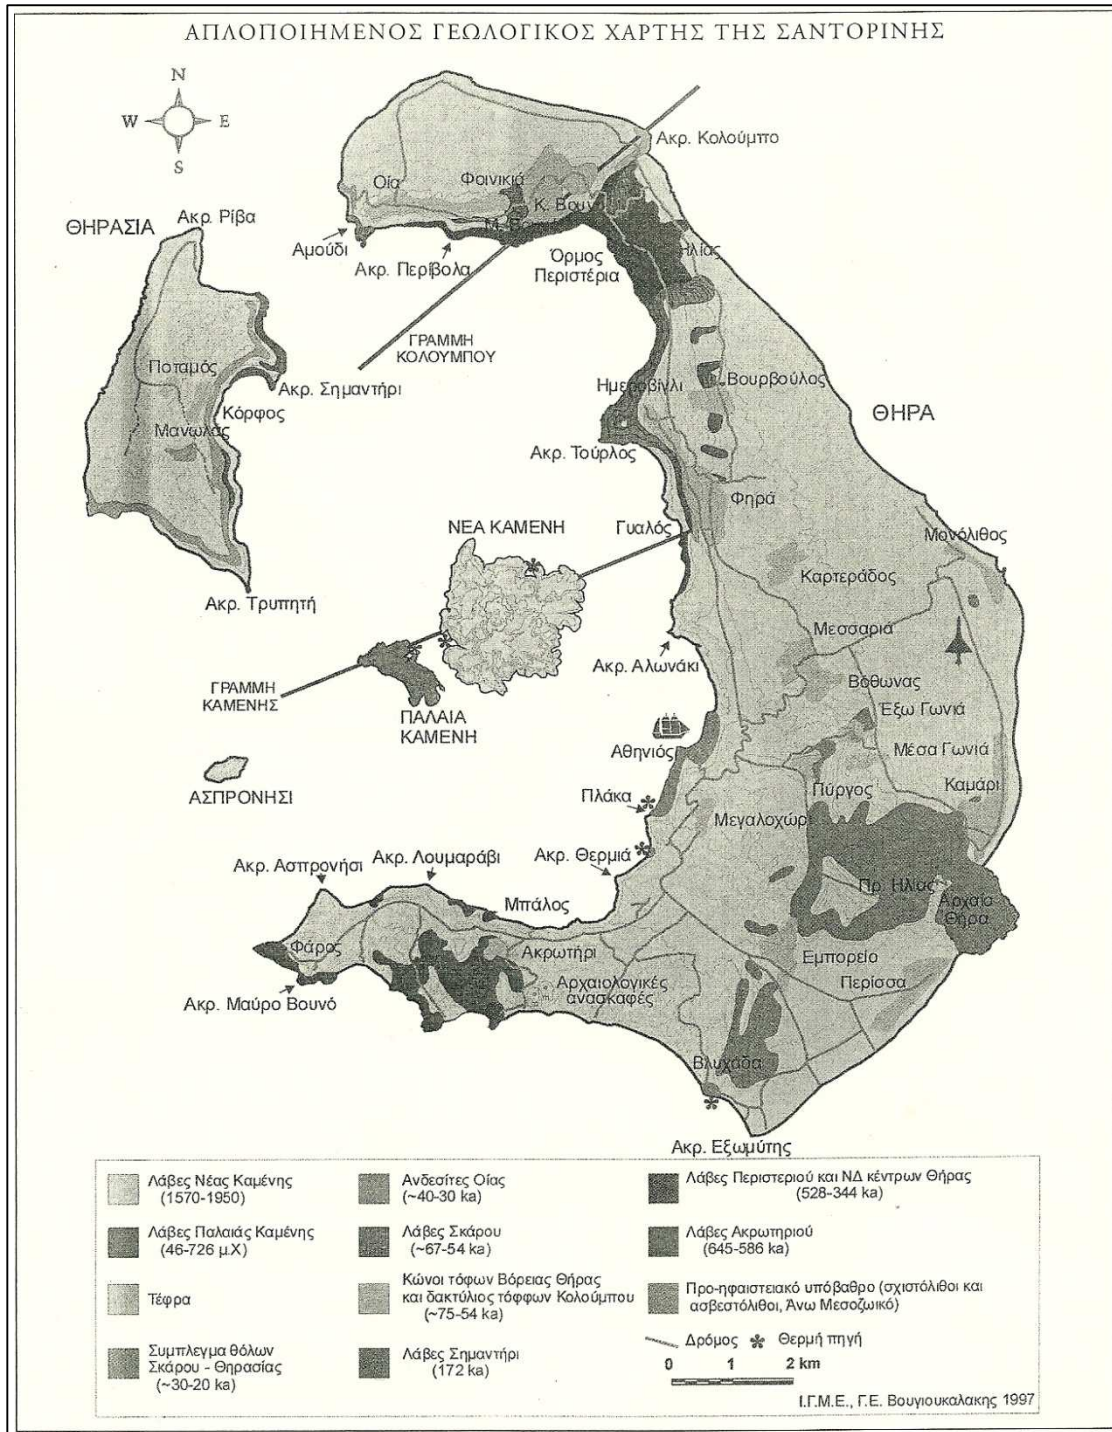 ΑΠΛΟΠΟΙΗΜΕΝΟΣ ΓΕΩΛΟΓΙΚΟΣ ΧΑΡΤΗΣ ΤΗΣ ΣΑΝΤΟΡΙΝΗΣ
N
W E
S
Ακρ. Κολούμπο
Οία
Φοινικιά
Κ. Βουν
Ακρ. Ρίβα
ΘΗΡΑΣΙΑ
Αμούδι
Ακρ. Περίβολα
Όρμος
Περιστέρια
Ηλίας
ΓΡΑΜΜΗ
ΚΟΛΟΥΜΠΟΥ
Ποταμός
Ακρ. Σημαντήρι
Κόρφος
Μανωλάς
Ημεροβίγλι
Βουρβούλος
ΘΗΡΑ
Ακρ. Τούρλος
Φηρά
Γυαλός
ΝΕΑ ΚΑΜΕΝΗ
Μονόλιθος
Καρτεράδος
Ακρ. Τρυπητή
Μεσσαριά
Ακρ. Αλωνάκι
Βόθωνας
ΓΡΑΜΜΗ
ΚΑΜΕΝΗΣ
ΠΑΛΑΙΑ
ΚΑΜΕΝΗ
Έξω Γωνιά
Αθηνιός
Μέσα Γωνιά
ΑΣΠΡΟΝΗΣΙ
Πύργος
Καμάρι
Πλάκα
Μεγαλοχώρι
Ακρ. Ασπρονήσι
Ακρ. Λουμαράβι
Ακρ. Θερμιά
Πρ. Ηλίας
Αρχαία
Θήρα
Μπάλος
Φάρος
Ακρωτήρι
Εμπορείο
Περίσσα
Αρχαιολογικές
ανασκαφές
Ακρ. Μαύρο Βουνό
Βλυχάδα
Ακρ. Εξωμύτης
Λάβες Νέας Καμένης
(1570-1950)
Λάβες Παλαιάς Καμένης
(46-726 μ.Χ)
Τέφρα
Συμπλεγμα θόλων
Σκάρου - Θηρασίας
(~30-20 ka)
Ανδεσίτες Οίας
(~40-30 ka)
Λάβες Σκάρου
(~67-54 ka)
Κώνοι τόφων Βόρειας Θήρας
και δακτύλιος τόφφων Κολούμπου
(~75-54 ka)
Λάβες Σημαντήρι
(172 ka)
Λάβες Περιστεριού και ΝΔ κέντρων Θήρας
(528-344 ka)
Λάβες Ακρωτηριού
(645-586 ka)
Προ-ηφαιστειακό υπόβαθρο (σχιστόλιθοι και
ασβεστόλιθοι, Άνω Μεσοζωικό)
Δρόμος Θερμή πηγή
0 1 2 km
Ι.Γ.Μ.Ε., Γ.Ε. Βουγιουκαλακης 1997